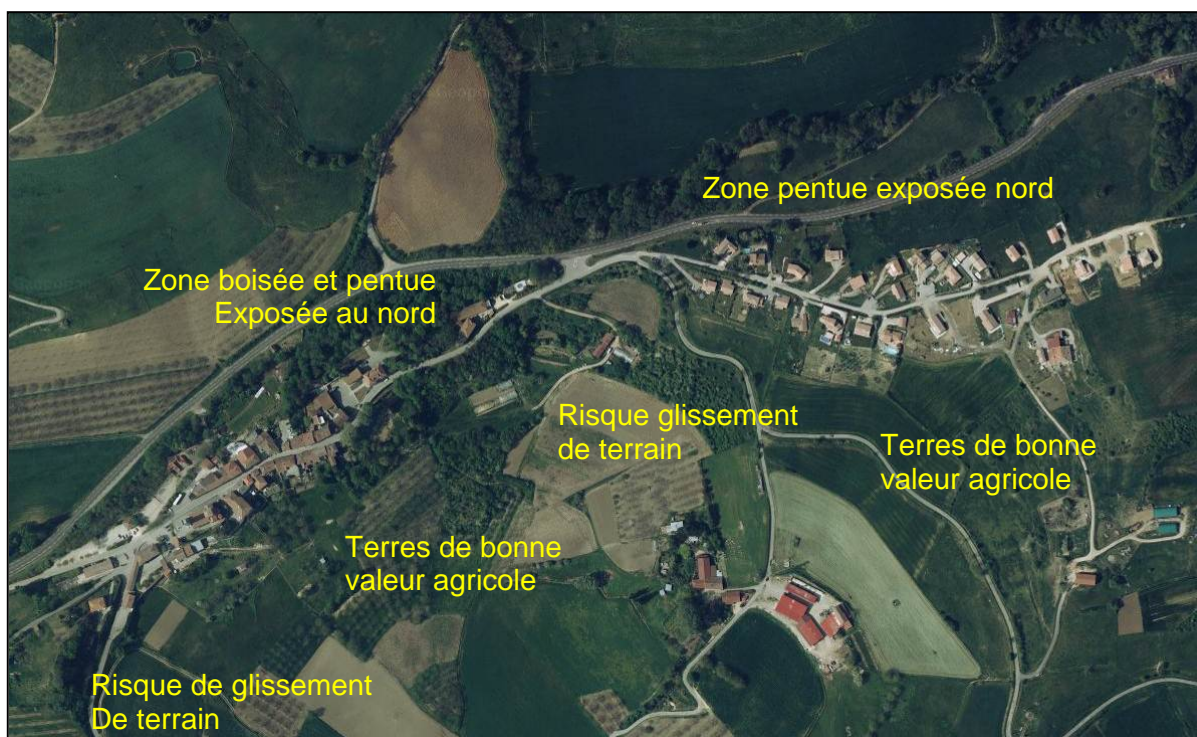 Zone pentue exposée nord
Zone boisée et pentue
Exposée au nord
Risque glissement
de terrain
Terres de bonne
valeur agricole
Terres de bonne
valeur agricole
Risque de glissement
De terrain